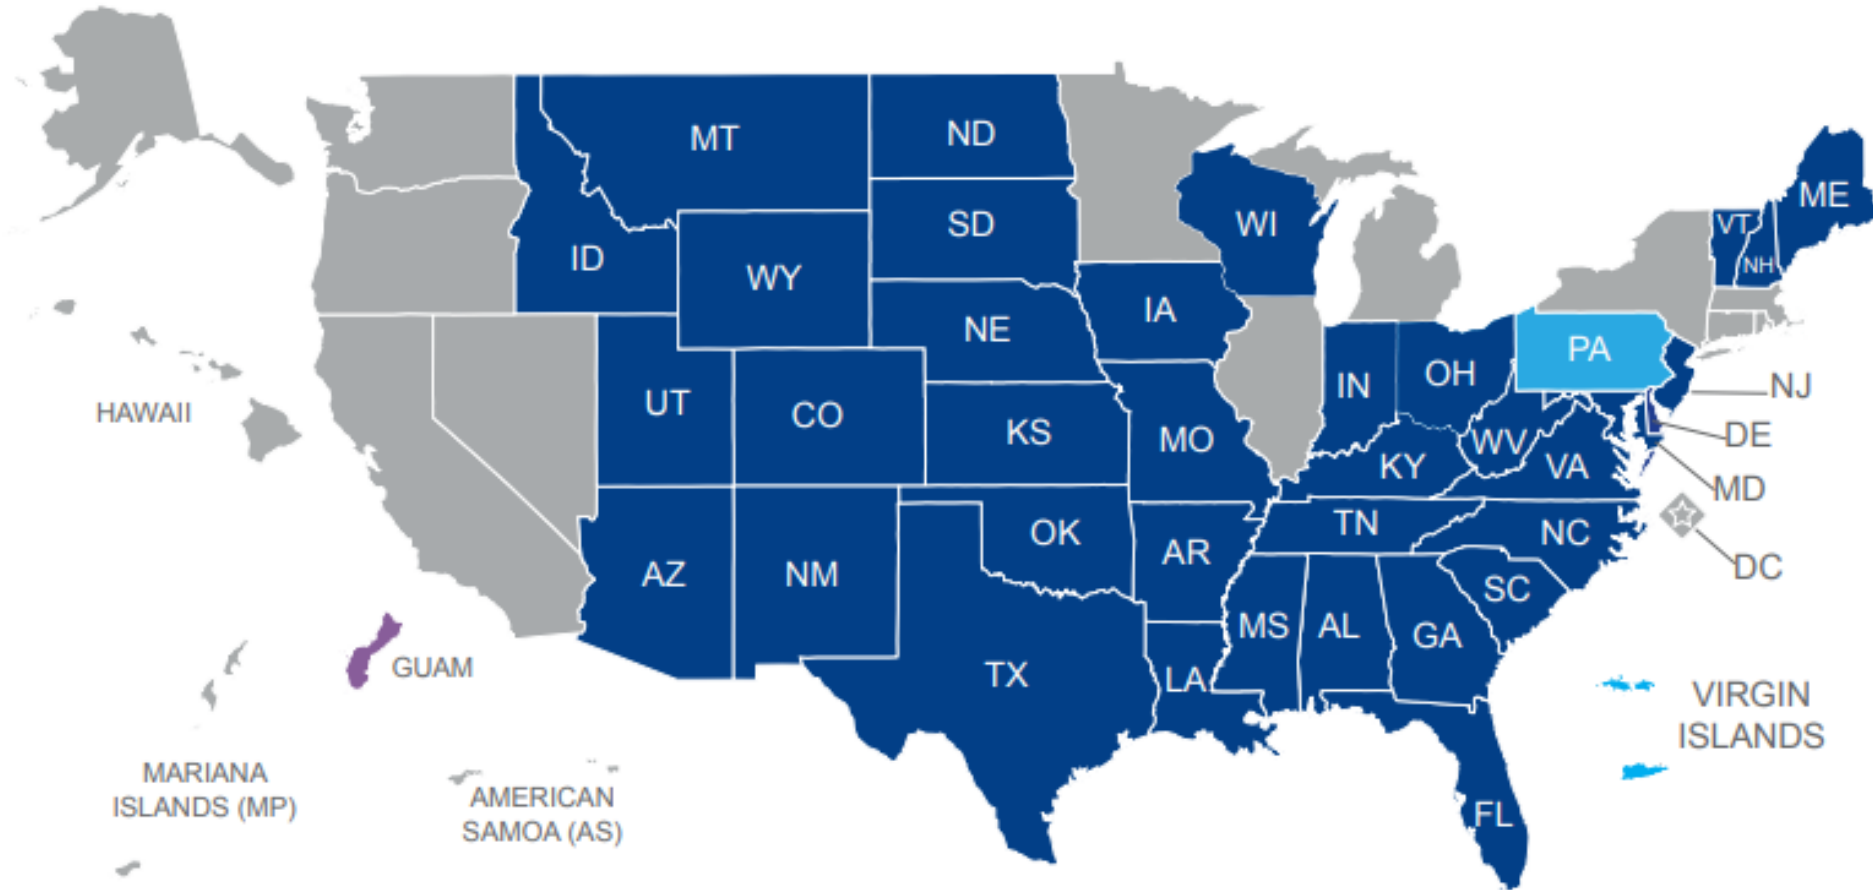 MT
ND
ME
VT
NH
SD
WI
ID
WY
IA
NE
PA
IN
OH
NJ
UT
CO
KS
MO
WV
DE
KY
VA
MD
HAWAII
OK
TN
NC
AR
DC
AZ
NM
SC
MS
AL
GA
GUAM
TX
LA
VIRGIN
ISLANDS
MARIANA
ISLANDS (MP)
AMERICAN
SAMOA (AS)
FL